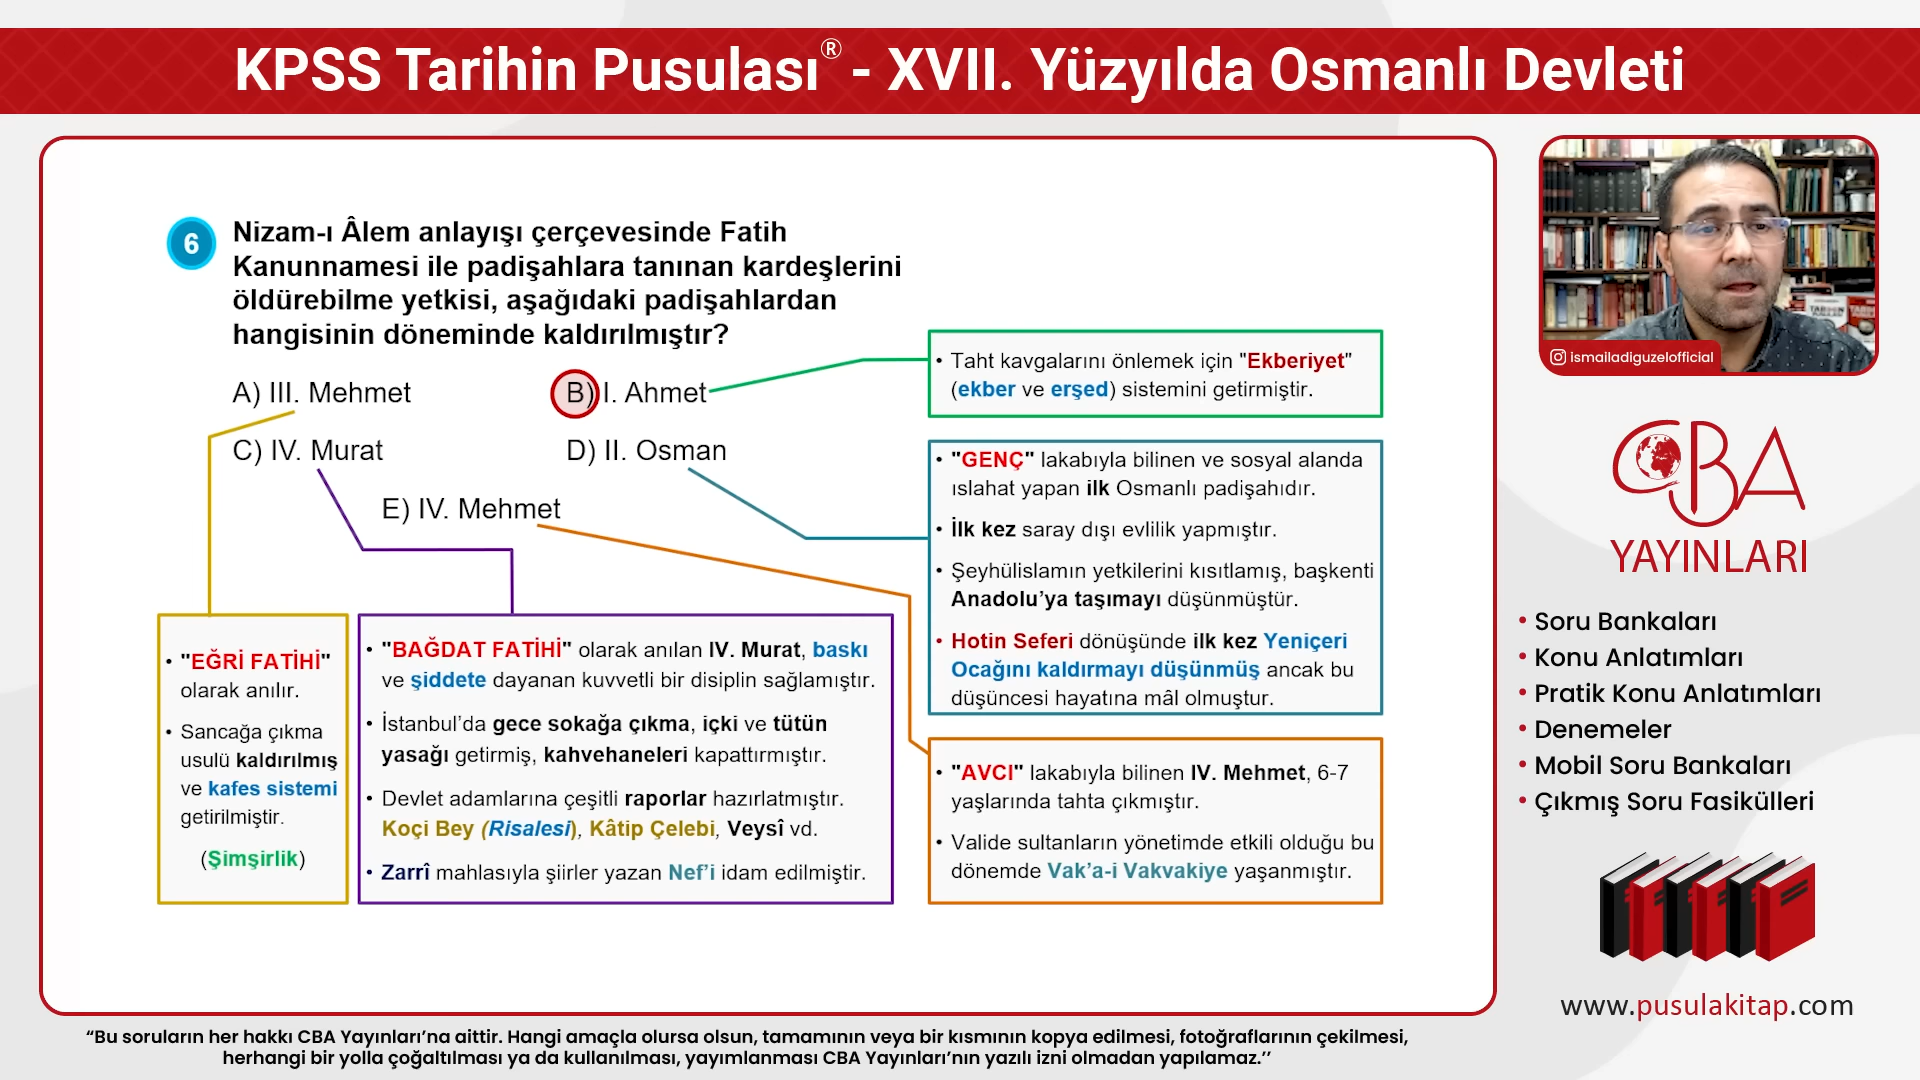 KPSS Tarihin Pusulası® - XVII. Yüzyılda Osmanlı Devleti
6
Nizam-ı Âlem anlayışı çerçevesinde Fatih
Kanunnamesi ile padişahlara tanınan kardeşlerini
öldürebilme yetkisi, aşağıdaki padişahlardan
hangisinin döneminde kaldırılmıştır?
A) III. Mehmet
B) I. Ahmet
C) IV. Murat
D) II. Osman
E) IV. Mehmet
• Taht kavgalarını önlemek için "Ekberiyet"
(ekber ve erşed) sistemini getirmiştir.
• "GENÇ" lakabıyla bilinen ve sosyal alanda
ıslahat yapan ilk Osmanlı padişahıdır.
• İlk kez saray dışı evlilik yapmıştır.
• Şeyhülislamın yetkilerini kısıtlamış, başkenti
Anadolu’ya taşımayı düşünmüştür.
• Hotin Seferi dönüşünde ilk kez Yeniçeri
Ocağını kaldırmayı düşünmüş ancak bu
düşüncesi hayatına mâl olmuştur.
• "EĞRİ FATİHİ"
olarak anılır.
• Sancağa çıkma
usulü kaldırılmış
ve kafes sistemi
getirilmiştir.
(Şimşirlik)
• "BAĞDAT FATİHİ" olarak anılan IV. Murat, baskı
ve şiddete dayanan kuvvetli bir disiplin sağlamıştır.
• İstanbul’da gece sokağa çıkma, içki ve tütün
yasağı getirmiş, kahvehaneleri kapattırmıştır.
• Devlet adamlarına çeşitli raporlar hazırlatmıştır.
Koçi Bey (Risalesi), Kâtip Çelebi, Veysî vd.
• Zarrî mahlasıyla şiirler yazan Nef’i idam edilmiştir.
• "AVCI" lakabıyla bilinen IV. Mehmet, 6-7
yaşlarında tahta çıkmıştır.
• Valide sultanların yönetimde etkili olduğu bu
dönemde Vak’a-i Vakvakiye yaşanmıştır.
ismailadiguzelofficial
CBA
YAYINLARI
• Soru Bankaları
• Konu Anlatımları
• Pratik Konu Anlatımları
• Denemeler
• Mobil Soru Bankaları
• Çıkmış Soru Fasikülleri
www.pusulakitap.com
“Bu soruların her hakkı CBA Yayınları’na aittir. Hangi amaçla olursa olsun, tamamının veya bir kısmının kopya edilmesi, fotoğraflarının çekilmesi,
herhangi bir yolla çoğaltılması ya da kullanılması, yayımlanması CBA Yayınları’nın yazılı izni olmadan yapılamaz.’’